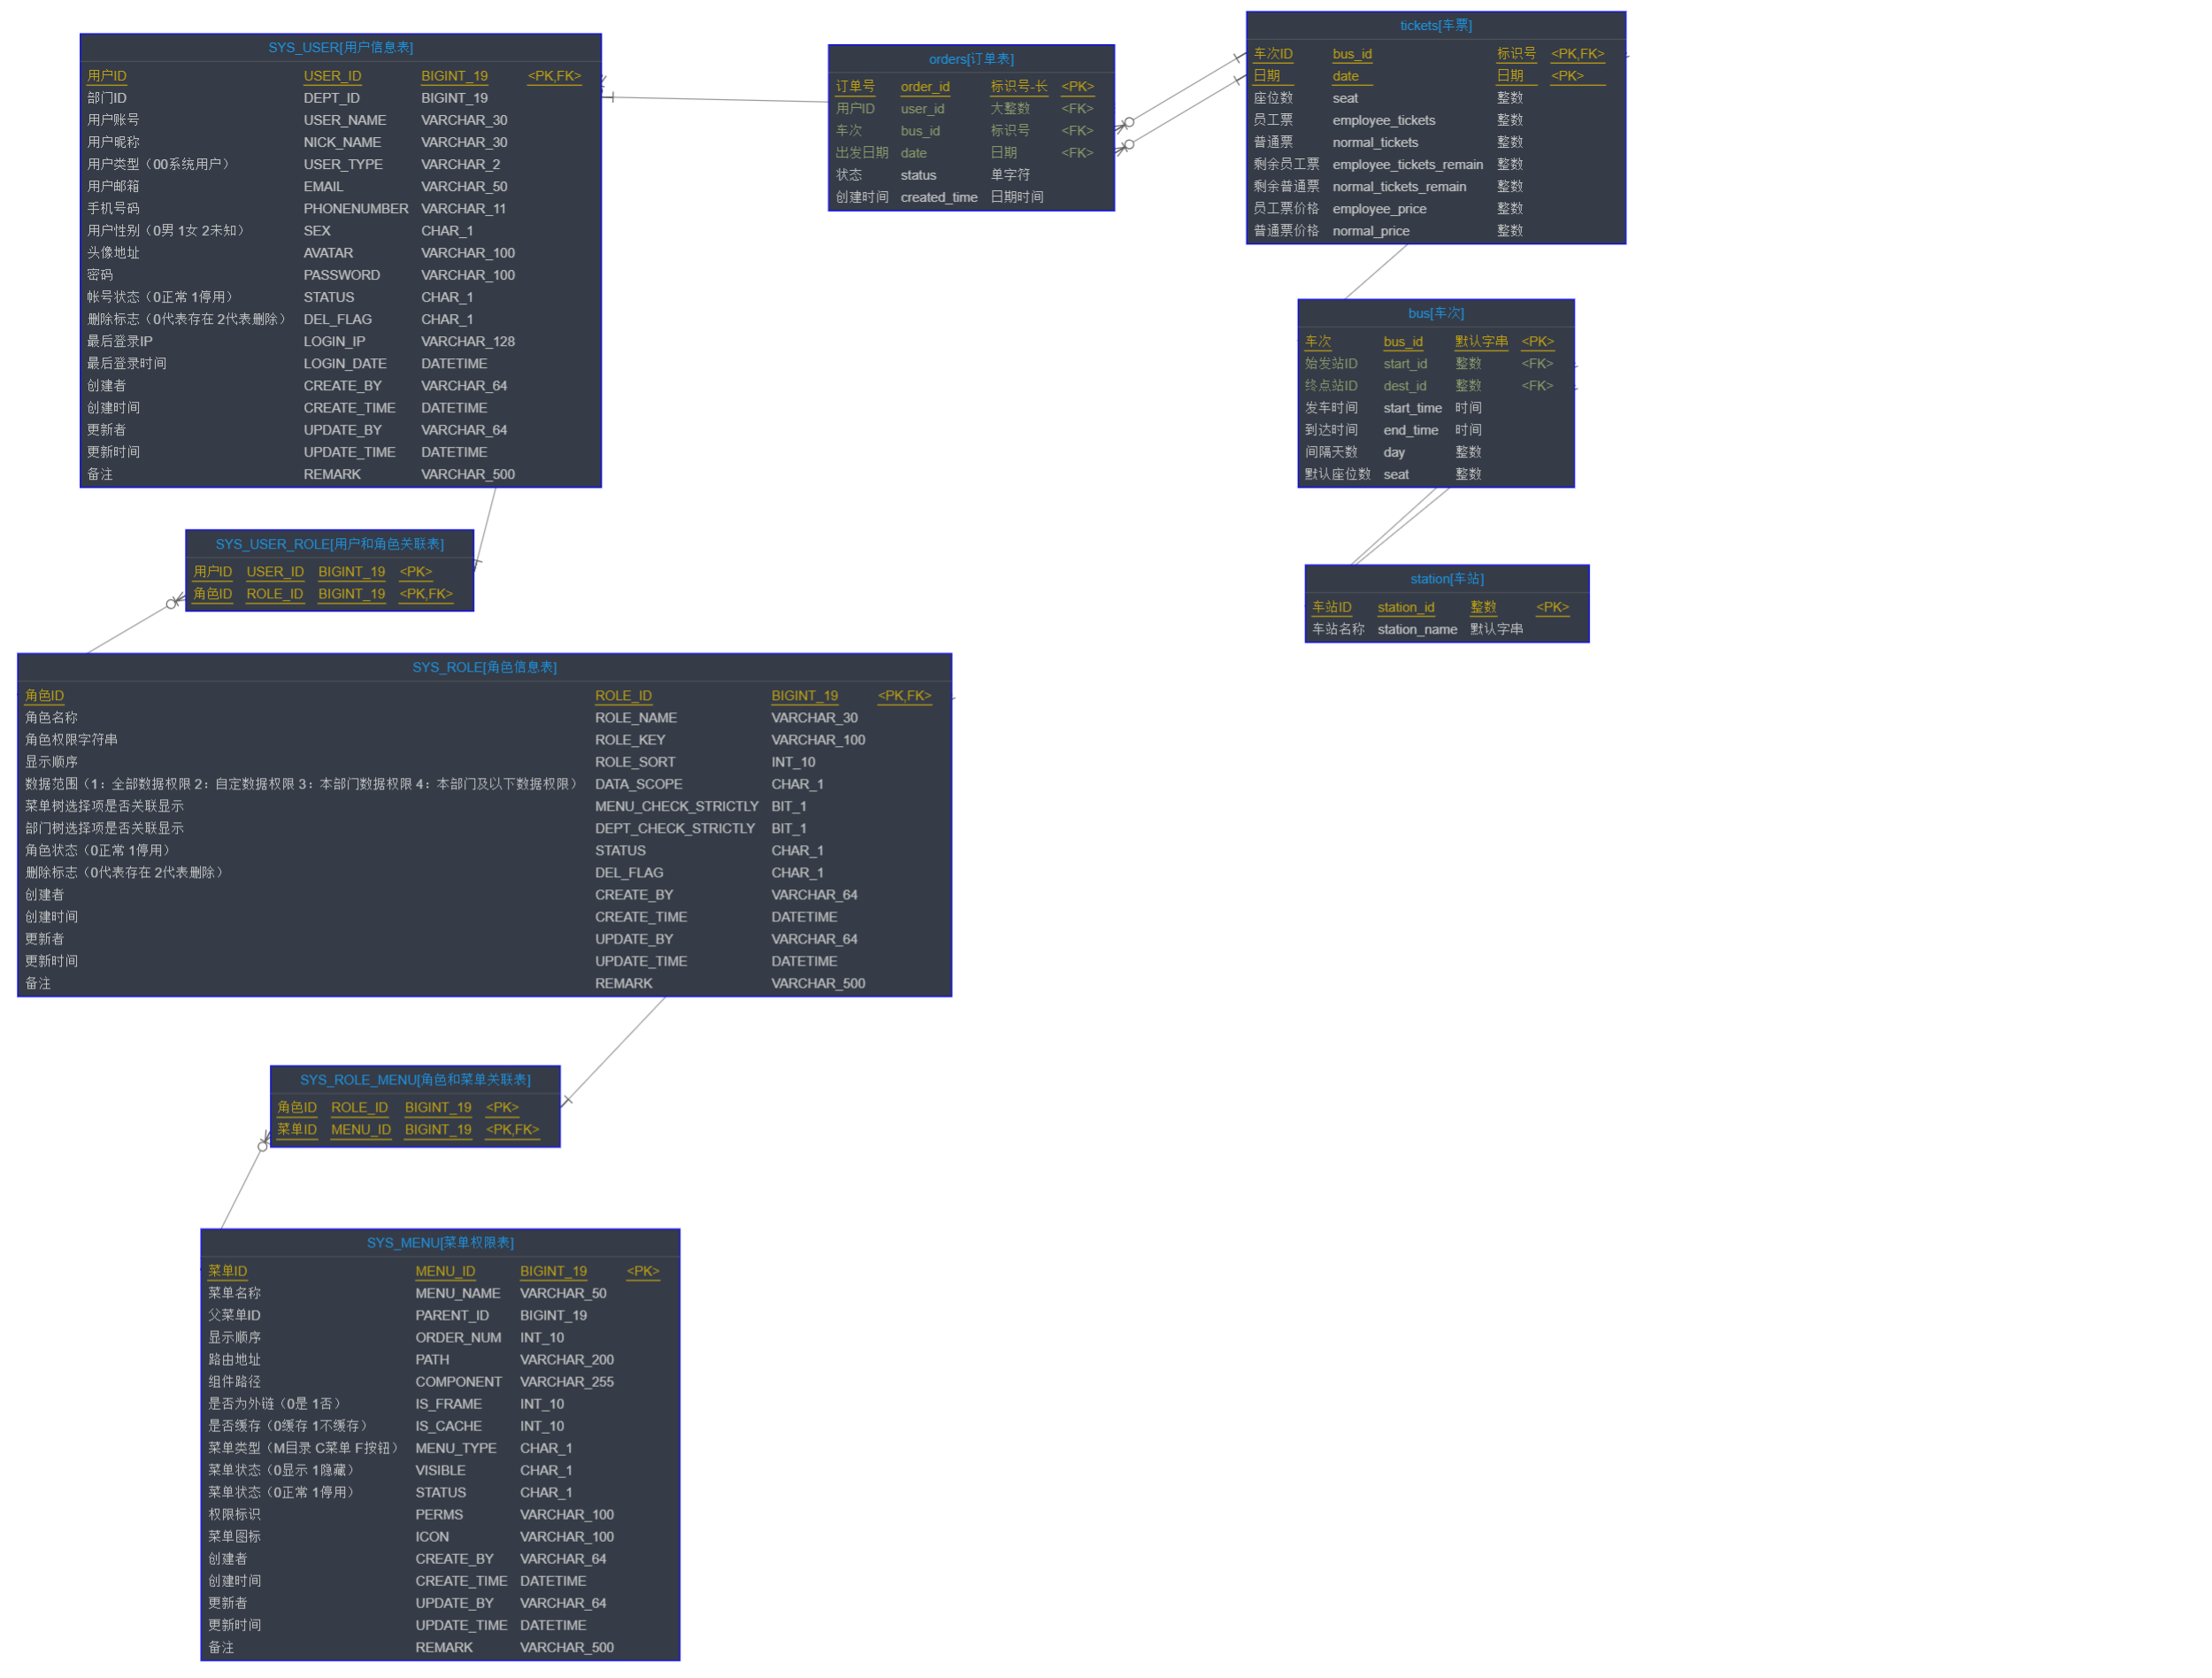 SYS_USER[用户信息表]
用户ID USER_ID BIGINT_19 <PK,FK>
部门ID DEPT_ID BIGINT_19
用户账号 USER_NAME VARCHAR_30
用户昵称 NICK_NAME VARCHAR_30
用户类型（00系统用户） USER_TYPE VARCHAR_2
用户邮箱 EMAIL VARCHAR_50
手机号码 PHONENUMBER VARCHAR_11
用户性别（0男 1女 2未知） SEX CHAR_1
头像地址 AVATAR VARCHAR_100
密码 PASSWORD VARCHAR_100
帐号状态（0正常 1停用） STATUS CHAR_1
删除标志（0代表存在 2代表删除） DEL_FLAG CHAR_1
最后登录IP LOGIN_IP VARCHAR_128
最后登录时间 LOGIN_DATE DATETIME
创建者 CREATE_BY VARCHAR_64
创建时间 CREATE_TIME DATETIME
更新者 UPDATE_BY VARCHAR_64
更新时间 UPDATE_TIME DATETIME
备注 REMARK VARCHAR_500
orders[订单表]
订单号 order_id 标识号-长 <PK>
用户ID user_id 大整数 <FK>
车次 bus_id 标识号 <FK>
出发日期 date 日期 <FK>
状态 status 单字符
创建时间 created_time 日期时间
tickets[车票]
车次ID bus_id 标识号 <PK,FK>
日期 date 日期 <PK>
座位数 seat 整数
员工票 employee_tickets 整数
普通票 normal_tickets 整数
剩余员工票 employee_tickets_remain 整数
剩余普通票 normal_tickets_remain 整数
员工票价格 employee_price 整数
普通票价格 normal_price 整数
bus[车次]
车次 bus_id 默认字串 <PK>
始发站ID start_id 整数 <FK>
终点站ID dest_id 整数 <FK>
发车时间 start_time 时间
到达时间 end_time 时间
间隔天数 day 整数
默认座位数 seat 整数
station[车站]
车站ID station_id 整数 <PK>
车站名称 station_name 默认字串
SYS_USER_ROLE[用户和角色关联表]
用户ID USER_ID BIGINT_19 <PK>
角色ID ROLE_ID BIGINT_19 <PK,FK>
SYS_ROLE[角色信息表]
角色ID ROLE_ID BIGINT_19 <PK,FK>
角色名称 ROLE_NAME VARCHAR_30
角色权限字符串 ROLE_KEY VARCHAR_100
显示顺序 ROLE_SORT INT_10
数据范围（1：全部数据权限 2：自定数据权限 3：本部门数据权限 4：本部门及以下数据权限） DATA_SCOPE CHAR_1
菜单树选择项是否关联显示 MENU_CHECK_STRICTLY BIT_1
部门树选择项是否关联显示 DEPT_CHECK_STRICTLY BIT_1
角色状态（0正常 1停用） STATUS CHAR_1
删除标志（0代表存在 2代表删除） DEL_FLAG CHAR_1
创建者 CREATE_BY VARCHAR_64
创建时间 CREATE_TIME DATETIME
更新者 UPDATE_BY VARCHAR_64
更新时间 UPDATE_TIME DATETIME
备注 REMARK VARCHAR_500
SYS_ROLE_MENU[角色和菜单关联表]
角色ID ROLE_ID BIGINT_19 <PK>
菜单ID MENU_ID BIGINT_19 <PK,FK>
SYS_MENU[菜单权限表]
菜单ID MENU_ID BIGINT_19 <PK>
菜单名称 MENU_NAME VARCHAR_50
父菜单ID PARENT_ID BIGINT_19
显示顺序 ORDER_NUM INT_10
路由地址 PATH VARCHAR_200
组件路径 COMPONENT VARCHAR_255
是否为外链（0是 1否） IS_FRAME INT_10
是否缓存（0缓存 1不缓存） IS_CACHE INT_10
菜单类型（M目录 C菜单 F按钮） MENU_TYPE CHAR_1
菜单状态（0显示 1隐藏） VISIBLE CHAR_1
菜单状态（0正常 1停用） STATUS CHAR_1
权限标识 PERMS VARCHAR_100
菜单图标 ICON VARCHAR_100
创建者 CREATE_BY VARCHAR_64
创建时间 CREATE_TIME DATETIME
更新者 UPDATE_BY VARCHAR_64
更新时间 UPDATE_TIME DATETIME
备注 REMARK VARCHAR_500